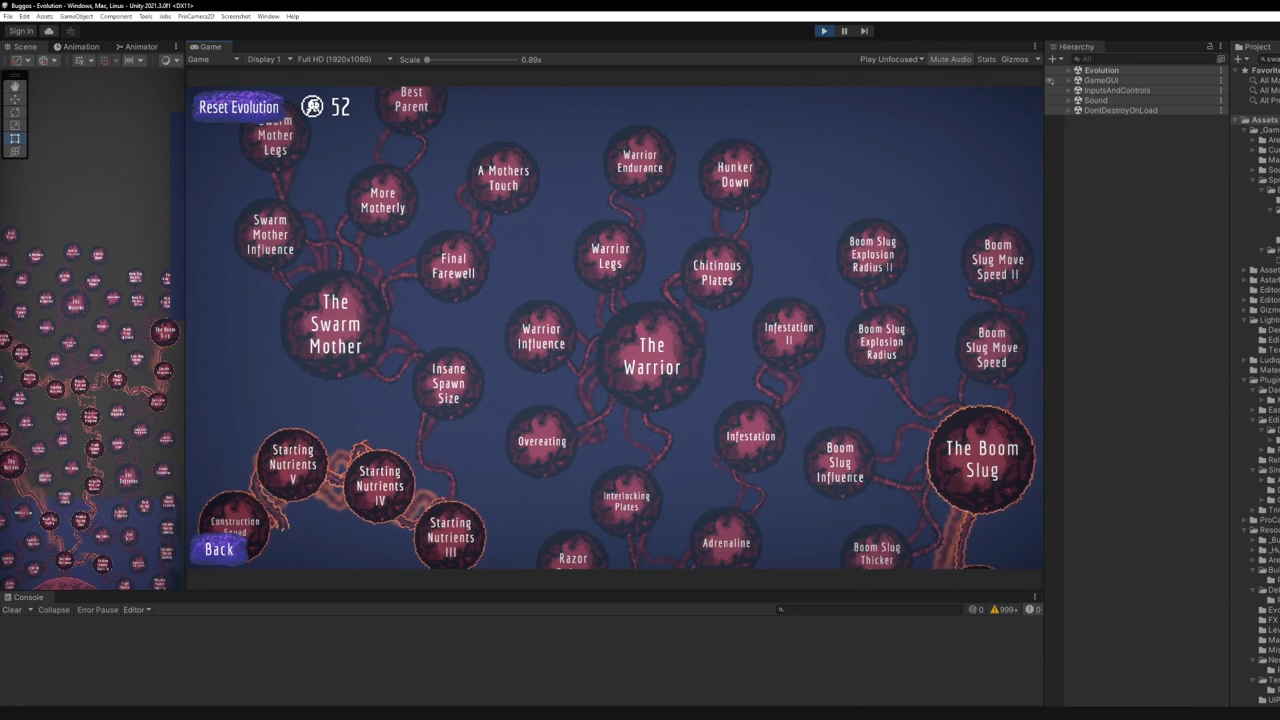 Buggos - Evolution - Windows, Mac, Linux - Unity 2021.3.0f1 <DX11>
File Edit Assets GameObject Component Tools Jobs ProCamera2D Screenshot Window Help
Sign In
Scene Animation Animator Game Hierarchy Project
Game Display 1 Full HD (1920x1080) Scale 0.89x Play Unfocused Mute Audio Stats Gizmos
All
Evolution
GameGUI
InputsAndControls
Sound
DontDestroyOnLoad
Reset Evolution
52
Best
Parent
Swarm
Mother
Legs
A Mothers
Touch
Warrior
Endurance
Hunker
Down
More
Motherly
Swarm
Mother
Influence
Final
Farewell
Warrior
Legs
Chitinous
Plates
Boom Slug
Explosion
Radius II
Boom
Slug Move
Speed II
The
Swarm
Mother
Warrior
Influence
The
Warrior
Infestation
II
Boom Slug
Explosion
Radius
Boom
Slug Move
Speed
Insane
Spawn
Size
Overeating
Infestation
Boom
Slug
Influence
The Boom
Slug
Starting
Nutrients
V
Starting
Nutrients
IV
Starting
Nutrients
III
Construction
Squad
Interlocking
Plates
Adrenaline
Razor
Boom Slug
Thicker
Back
Console
Clear Collapse Error Pause Editor
0 999+ 0
Favorit
All M
All M
All P
Assets